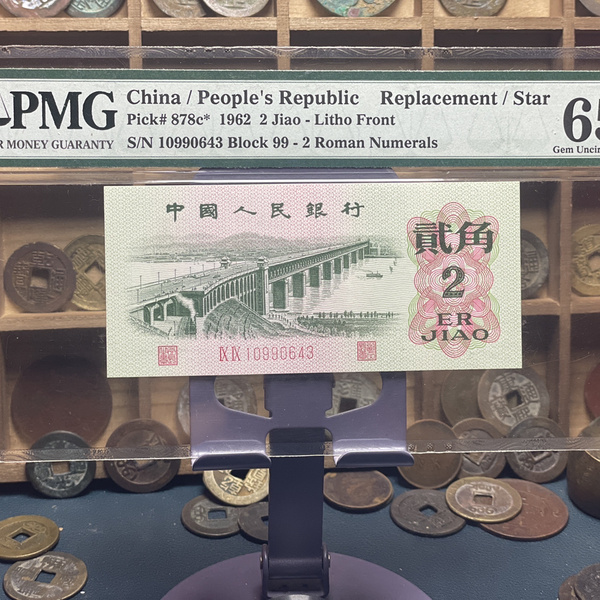 PMG
MONEY GUARANTY
China / People's Republic Replacement / Star
Pick# 878c* 1962 2 Jiao - Litho Front
S/N 10990643 Block 99 - 2 Roman Numerals
65
Gem Uncir
中國人民銀行
貳角
2
ER
JIAO
IX IX 10990643